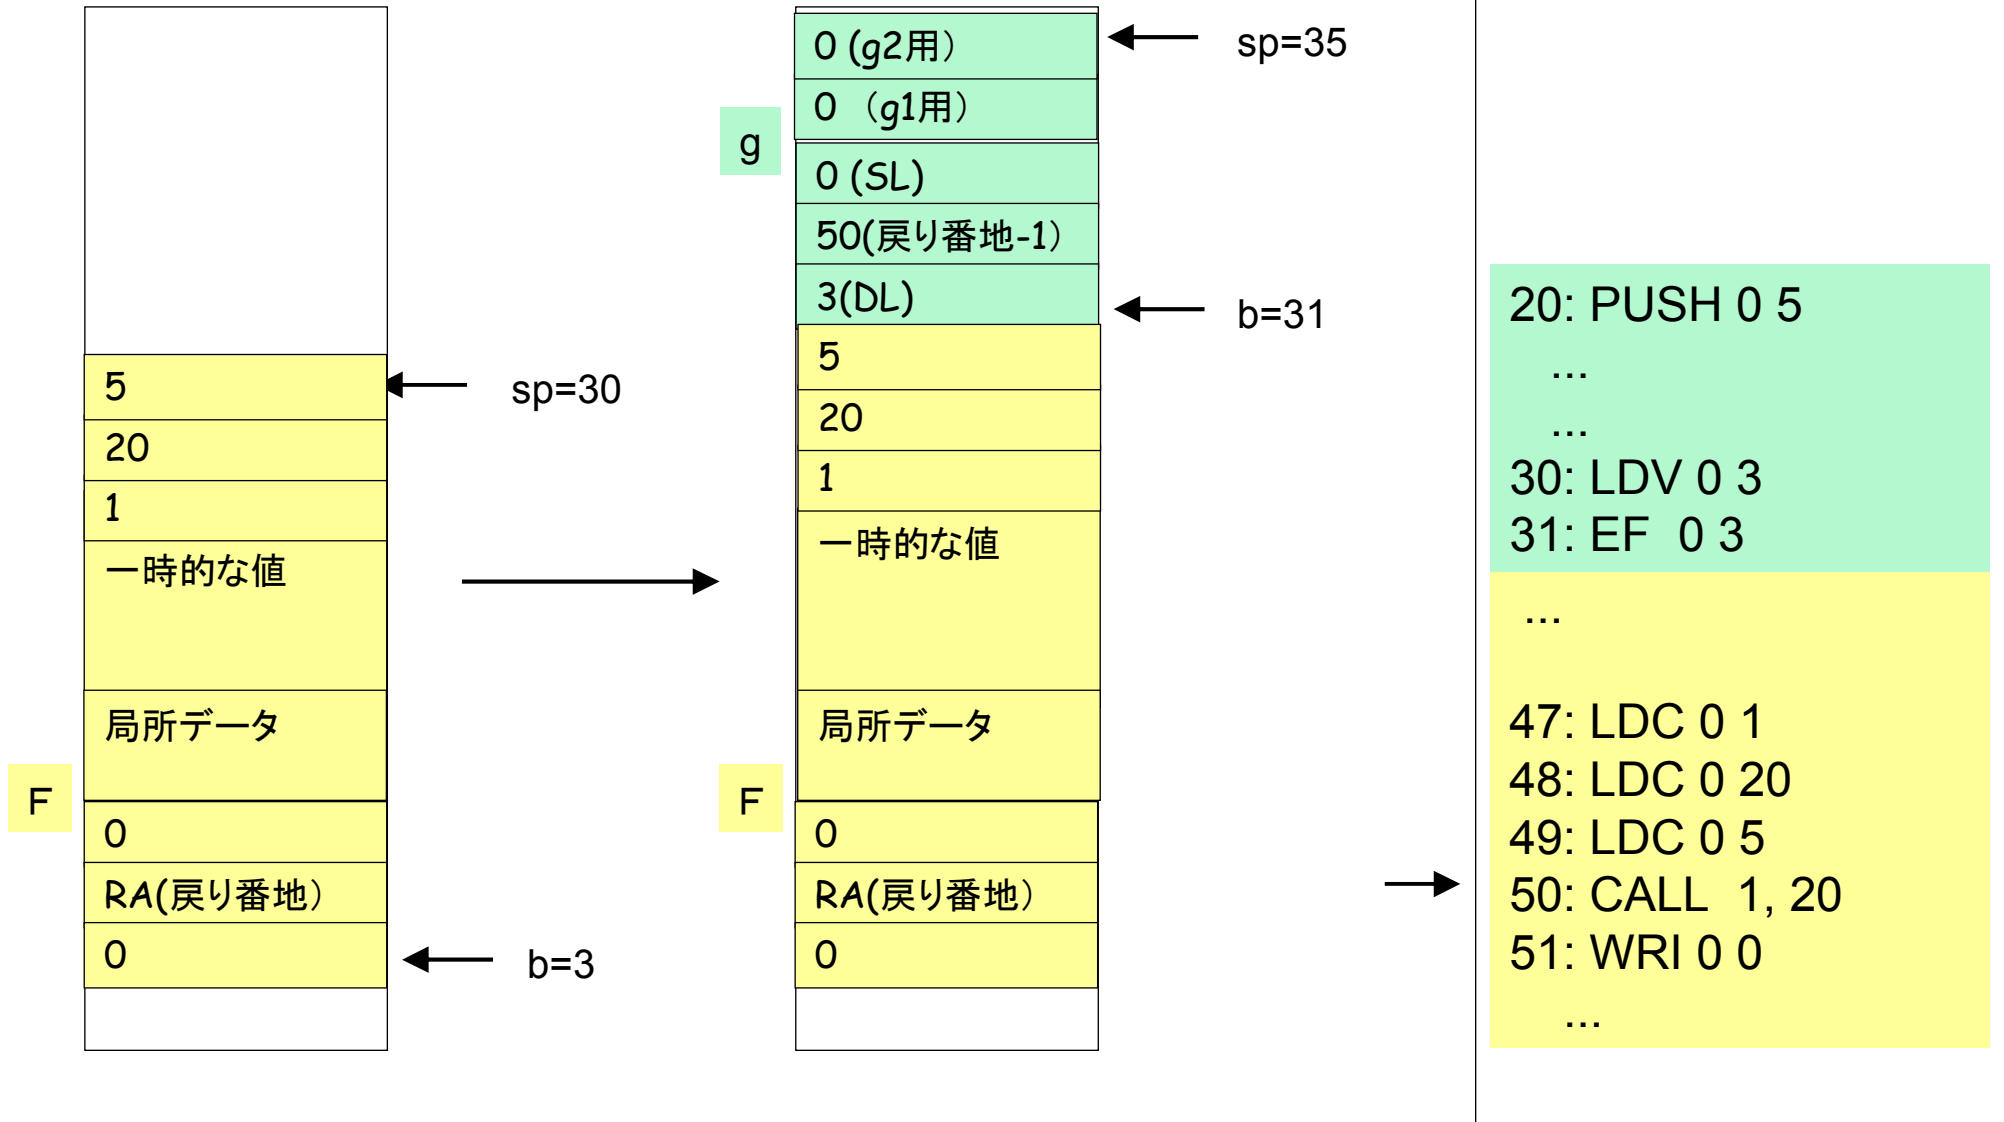 5
20
1
一時的な値
局所データ
F
0
RA(戻り番地)
0
sp=30
b=3
0 (g2用)
0 (g1用)
g
0 (SL)
50(戻り番地-1)
3(DL)
5
20
1
一時的な値
局所データ
F
0
RA(戻り番地)
0
sp=35
b=31
20: PUSH 0 5
...
...
30: LDV 0 3
31: EF 0 3
...
47: LDC 0 1
48: LDC 0 20
49: LDC 0 5
50: CALL 1, 20
51: WRI 0 0
...